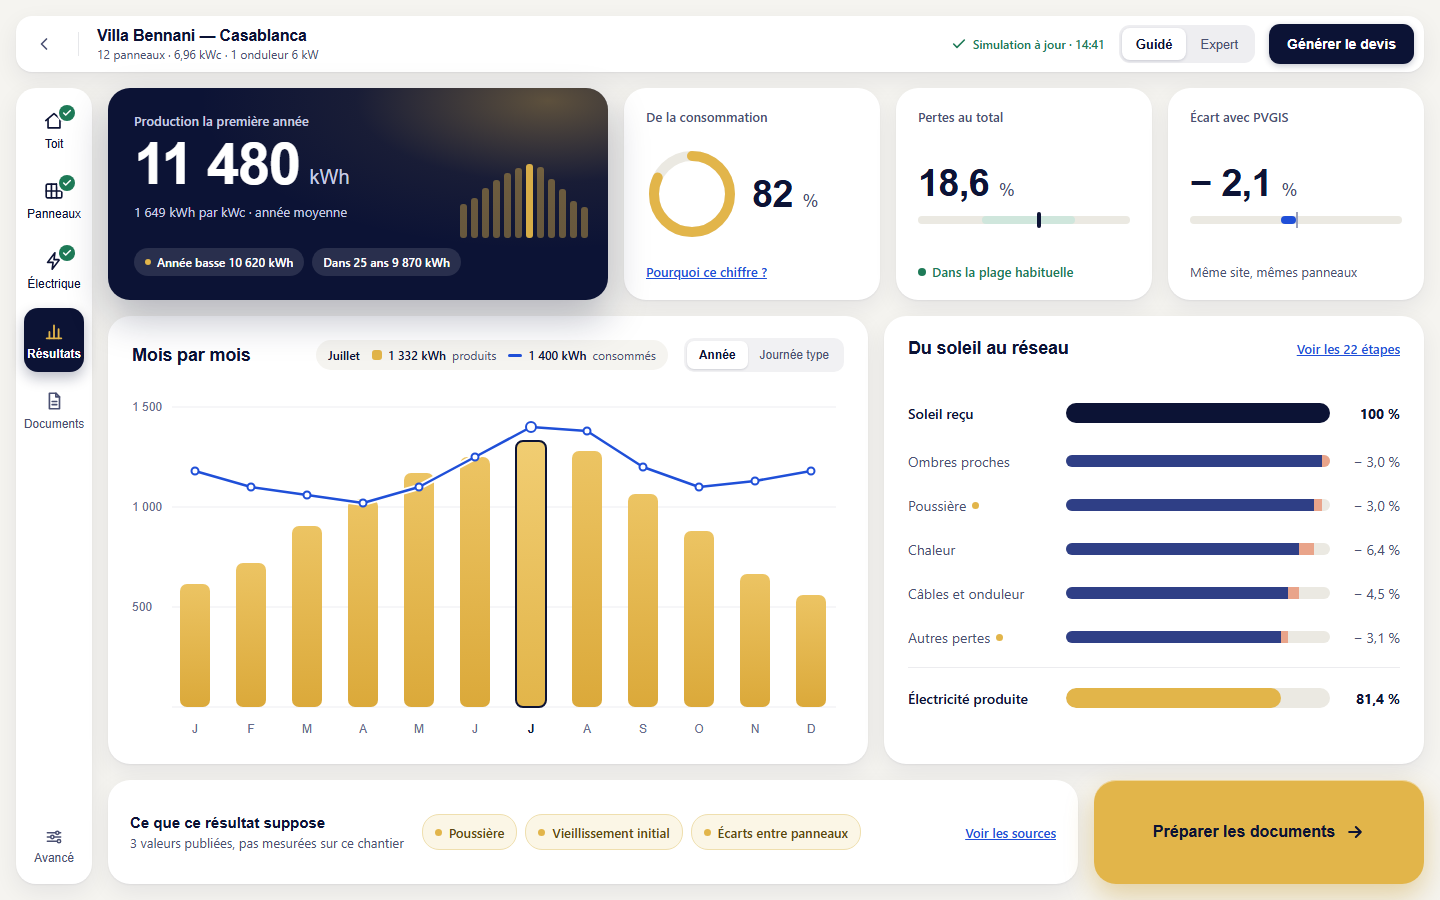 Villa Bennani — Casablanca
12 panneaux · 6,96 kWc · 1 onduleur 6 kW
Simulation à jour · 14:41
Guidé
Expert
Générer le devis
Toit
Panneaux
Électrique
Résultats
Documents
Avancé
Production la première année
11 480 kWh
1 649 kWh par kWc · année moyenne
Année basse 10 620 kWh
Dans 25 ans 9 870 kWh
De la consommation
82 %
Pourquoi ce chiffre ?
Pertes au total
18,6 %
Dans la plage habituelle
Écart avec PVGIS
− 2,1 %
Même site, mêmes panneaux
Mois par mois
Juillet 1 332 kWh produits 1 400 kWh consommés
Année
Journée type
1 500
1 000
500
J F M A M J J A S O N D
Du soleil au réseau
Voir les 22 étapes
Soleil reçu 100 %
Ombres proches − 3,0 %
Poussière − 3,0 %
Chaleur − 6,4 %
Câbles et onduleur − 4,5 %
Autres pertes − 3,1 %
Électricité produite 81,4 %
Ce que ce résultat suppose
3 valeurs publiées, pas mesurées sur ce chantier
Poussière
Vieillissement initial
Écarts entre panneaux
Voir les sources
Préparer les documents →